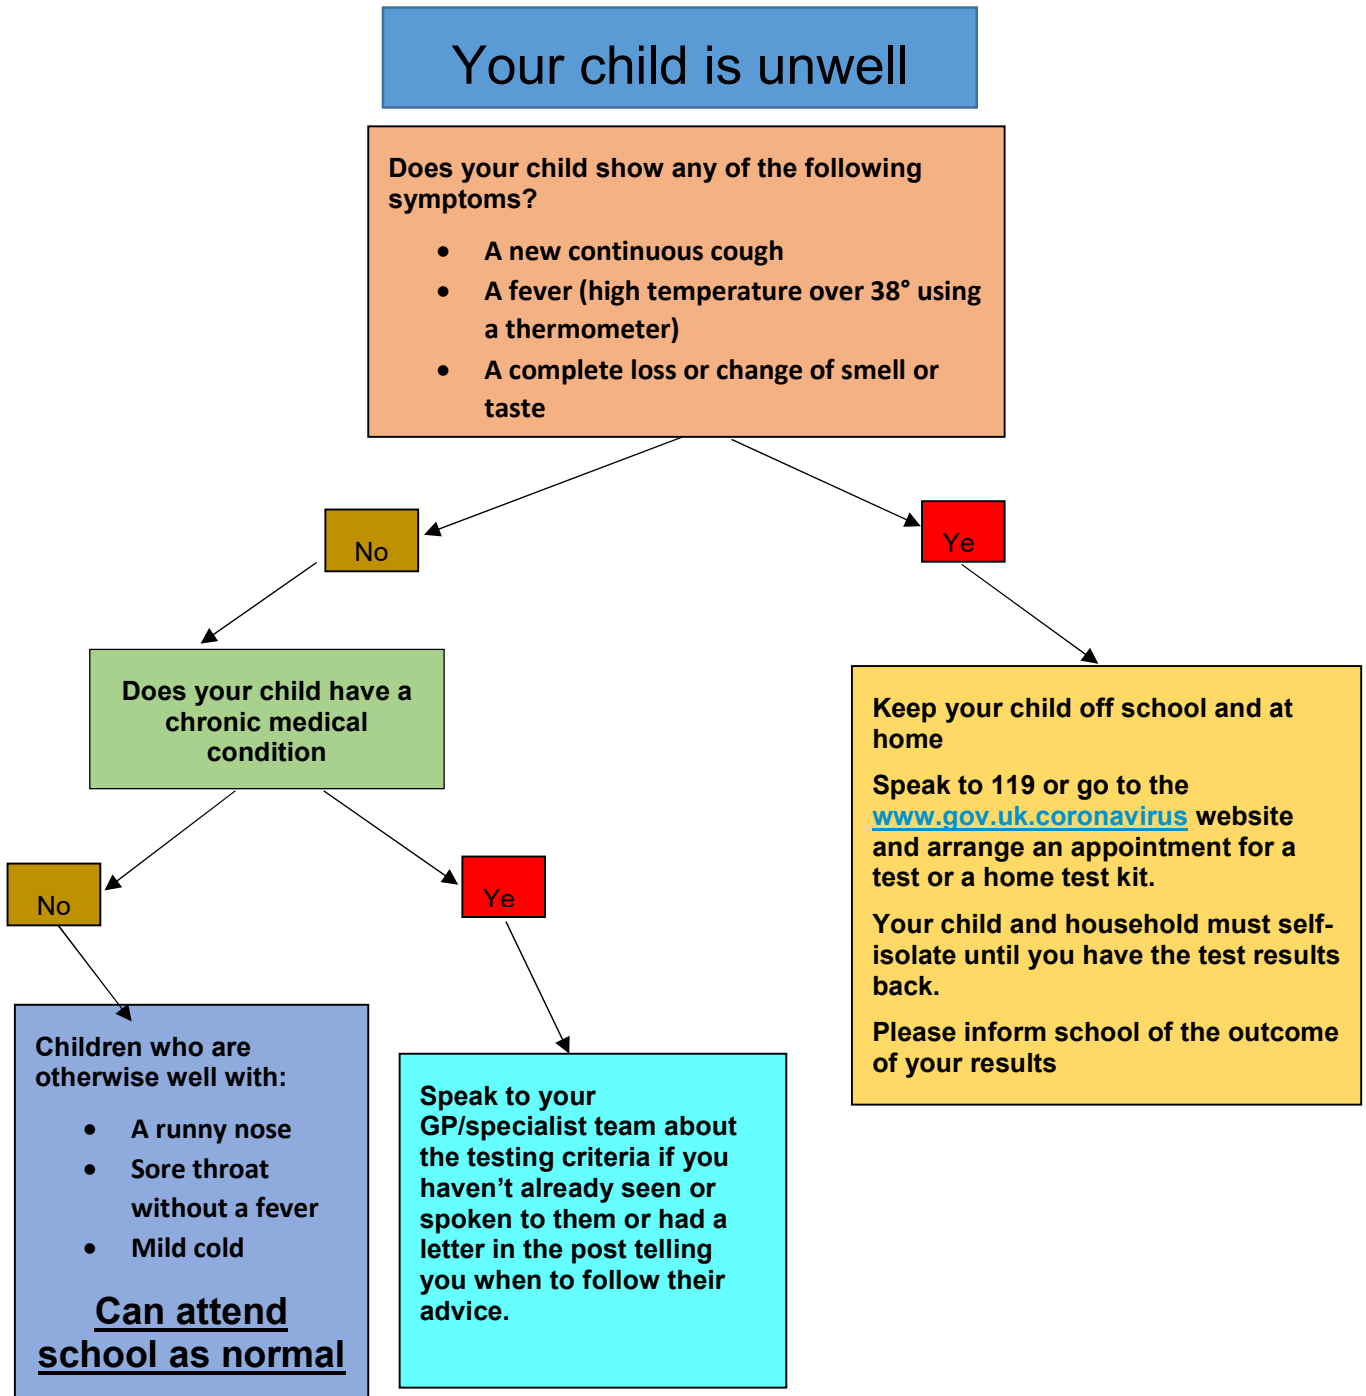 Your child is unwell
Does your child show any of the following
symptoms?
• A new continuous cough
• A fever (high temperature over 38° using
a thermometer)
• A complete loss or change of smell or
taste
No
Ye
Does your child have a
chronic medical
condition
Keep your child off school and at
home
Speak to 119 or go to the
www.gov.uk.coronavirus website
and arrange an appointment for a
test or a home test kit.
Your child and household must self-
isolate until you have the test results
back.
Please inform school of the outcome
of your results
No
Ye
Children who are
otherwise well with:
• A runny nose
• Sore throat
without a fever
• Mild cold
Can attend
school as normal
Speak to your
GP/specialist team about
the testing criteria if you
haven’t already seen or
spoken to them or had a
letter in the post telling
you when to follow their
advice.